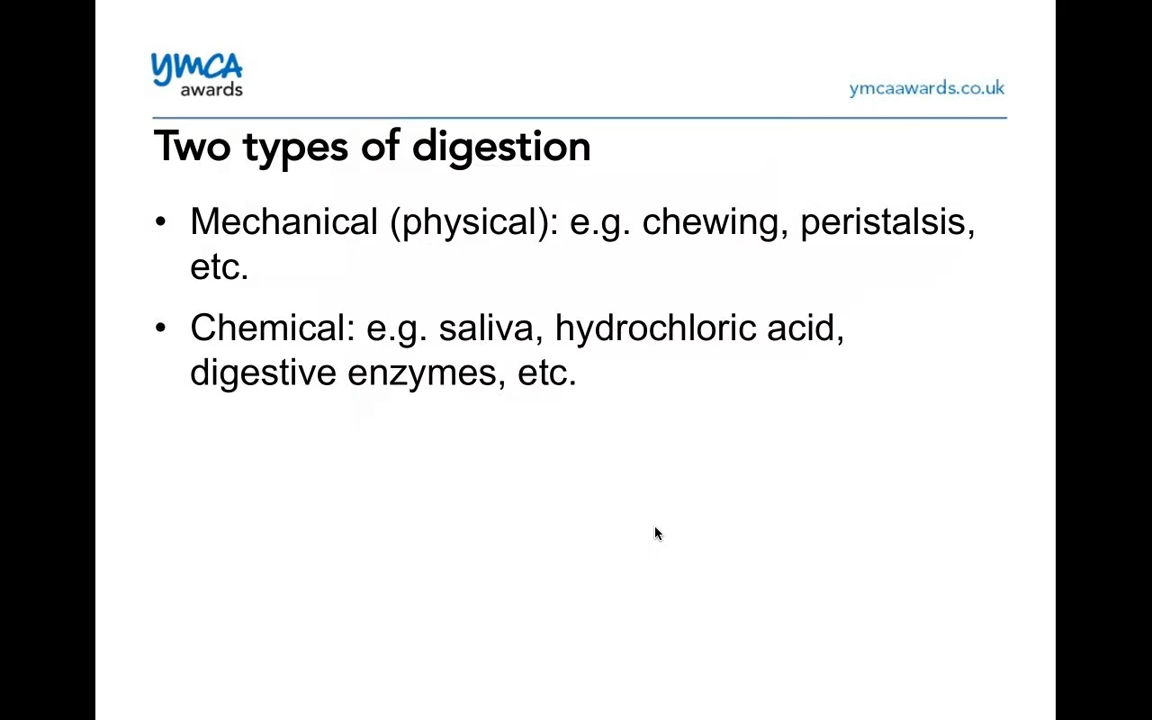 ymca
awards
ymcaawards.co.uk
Two types of digestion
• Mechanical (physical): e.g. chewing, peristalsis,
etc.
• Chemical: e.g. saliva, hydrochloric acid,
digestive enzymes, etc.